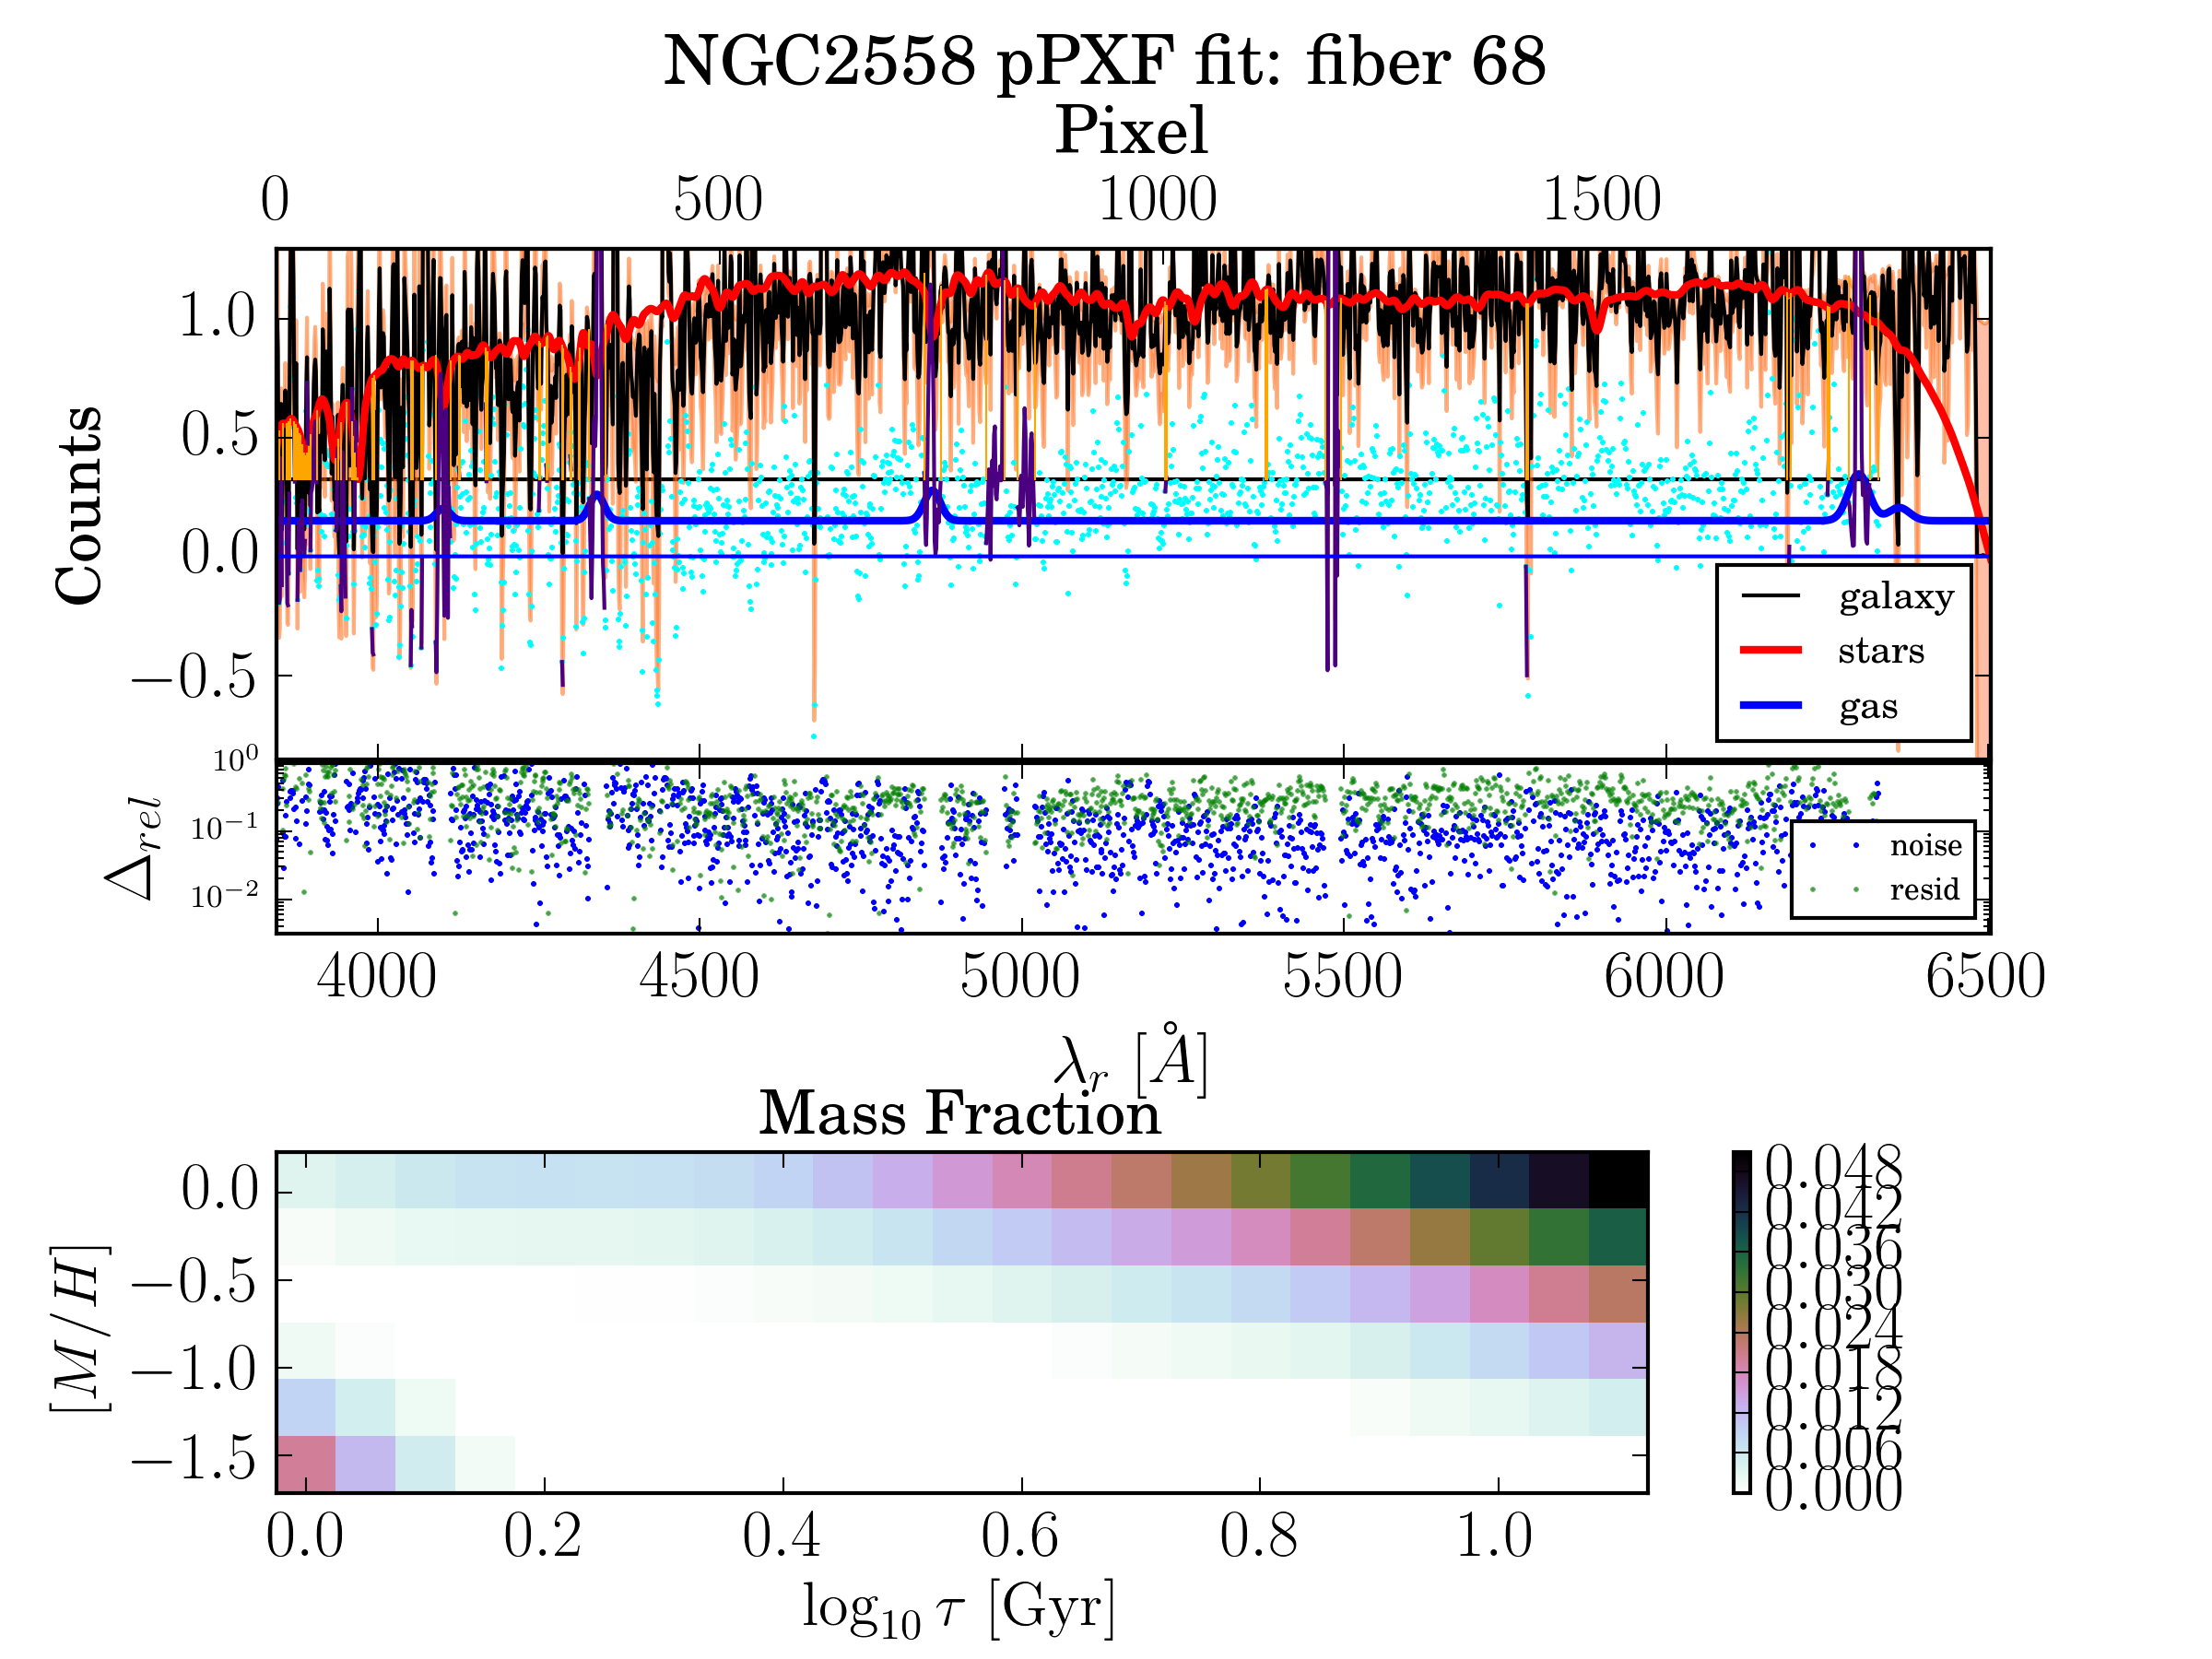 NGC2558 pPXF fit: fiber 68
Pixel
0 500 1000 1500
Counts
1.0
0.5
0.0
−0.5
galaxy
stars
gas
Δrel
10⁰
10⁻¹
10⁻²
noise
resid
4000 4500 5000 5500 6000 6500
λr [Å]
Mass Fraction
[M/H]
0.0
−0.5
−1.0
−1.5
0.048
0.042
0.036
0.030
0.024
0.018
0.012
0.006
0.000
0.0 0.2 0.4 0.6 0.8 1.0
log₁₀ τ [Gyr]